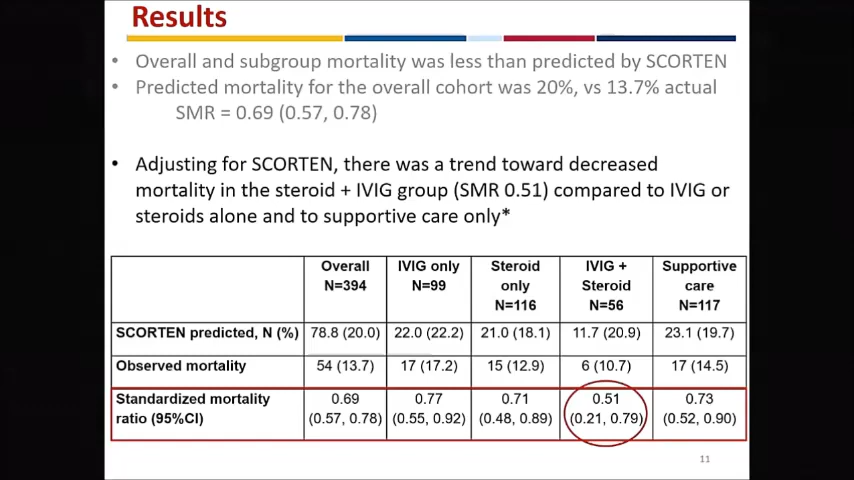 Results
• Overall and subgroup mortality was less than predicted by SCORTEN
• Predicted mortality for the overall cohort was 20%, vs 13.7% actual
SMR = 0.69 (0.57, 0.78)
• Adjusting for SCORTEN, there was a trend toward decreased
mortality in the steroid + IVIG group (SMR 0.51) compared to IVIG or
steroids alone and to supportive care only*
Overall N=394 IVIG only N=99 Steroid only N=116 IVIG + Steroid N=56 Supportive care N=117
SCORTEN predicted, N (%) 78.8 (20.0) 22.0 (22.2) 21.0 (18.1) 11.7 (20.9) 23.1 (19.7)
Observed mortality 54 (13.7) 17 (17.2) 15 (12.9) 6 (10.7) 17 (14.5)
Standardized mortality 0.69 0.77 0.71 0.51 0.73
ratio (95%CI) (0.57, 0.78) (0.55, 0.92) (0.48, 0.89) (0.21, 0.79) (0.52, 0.90)
11